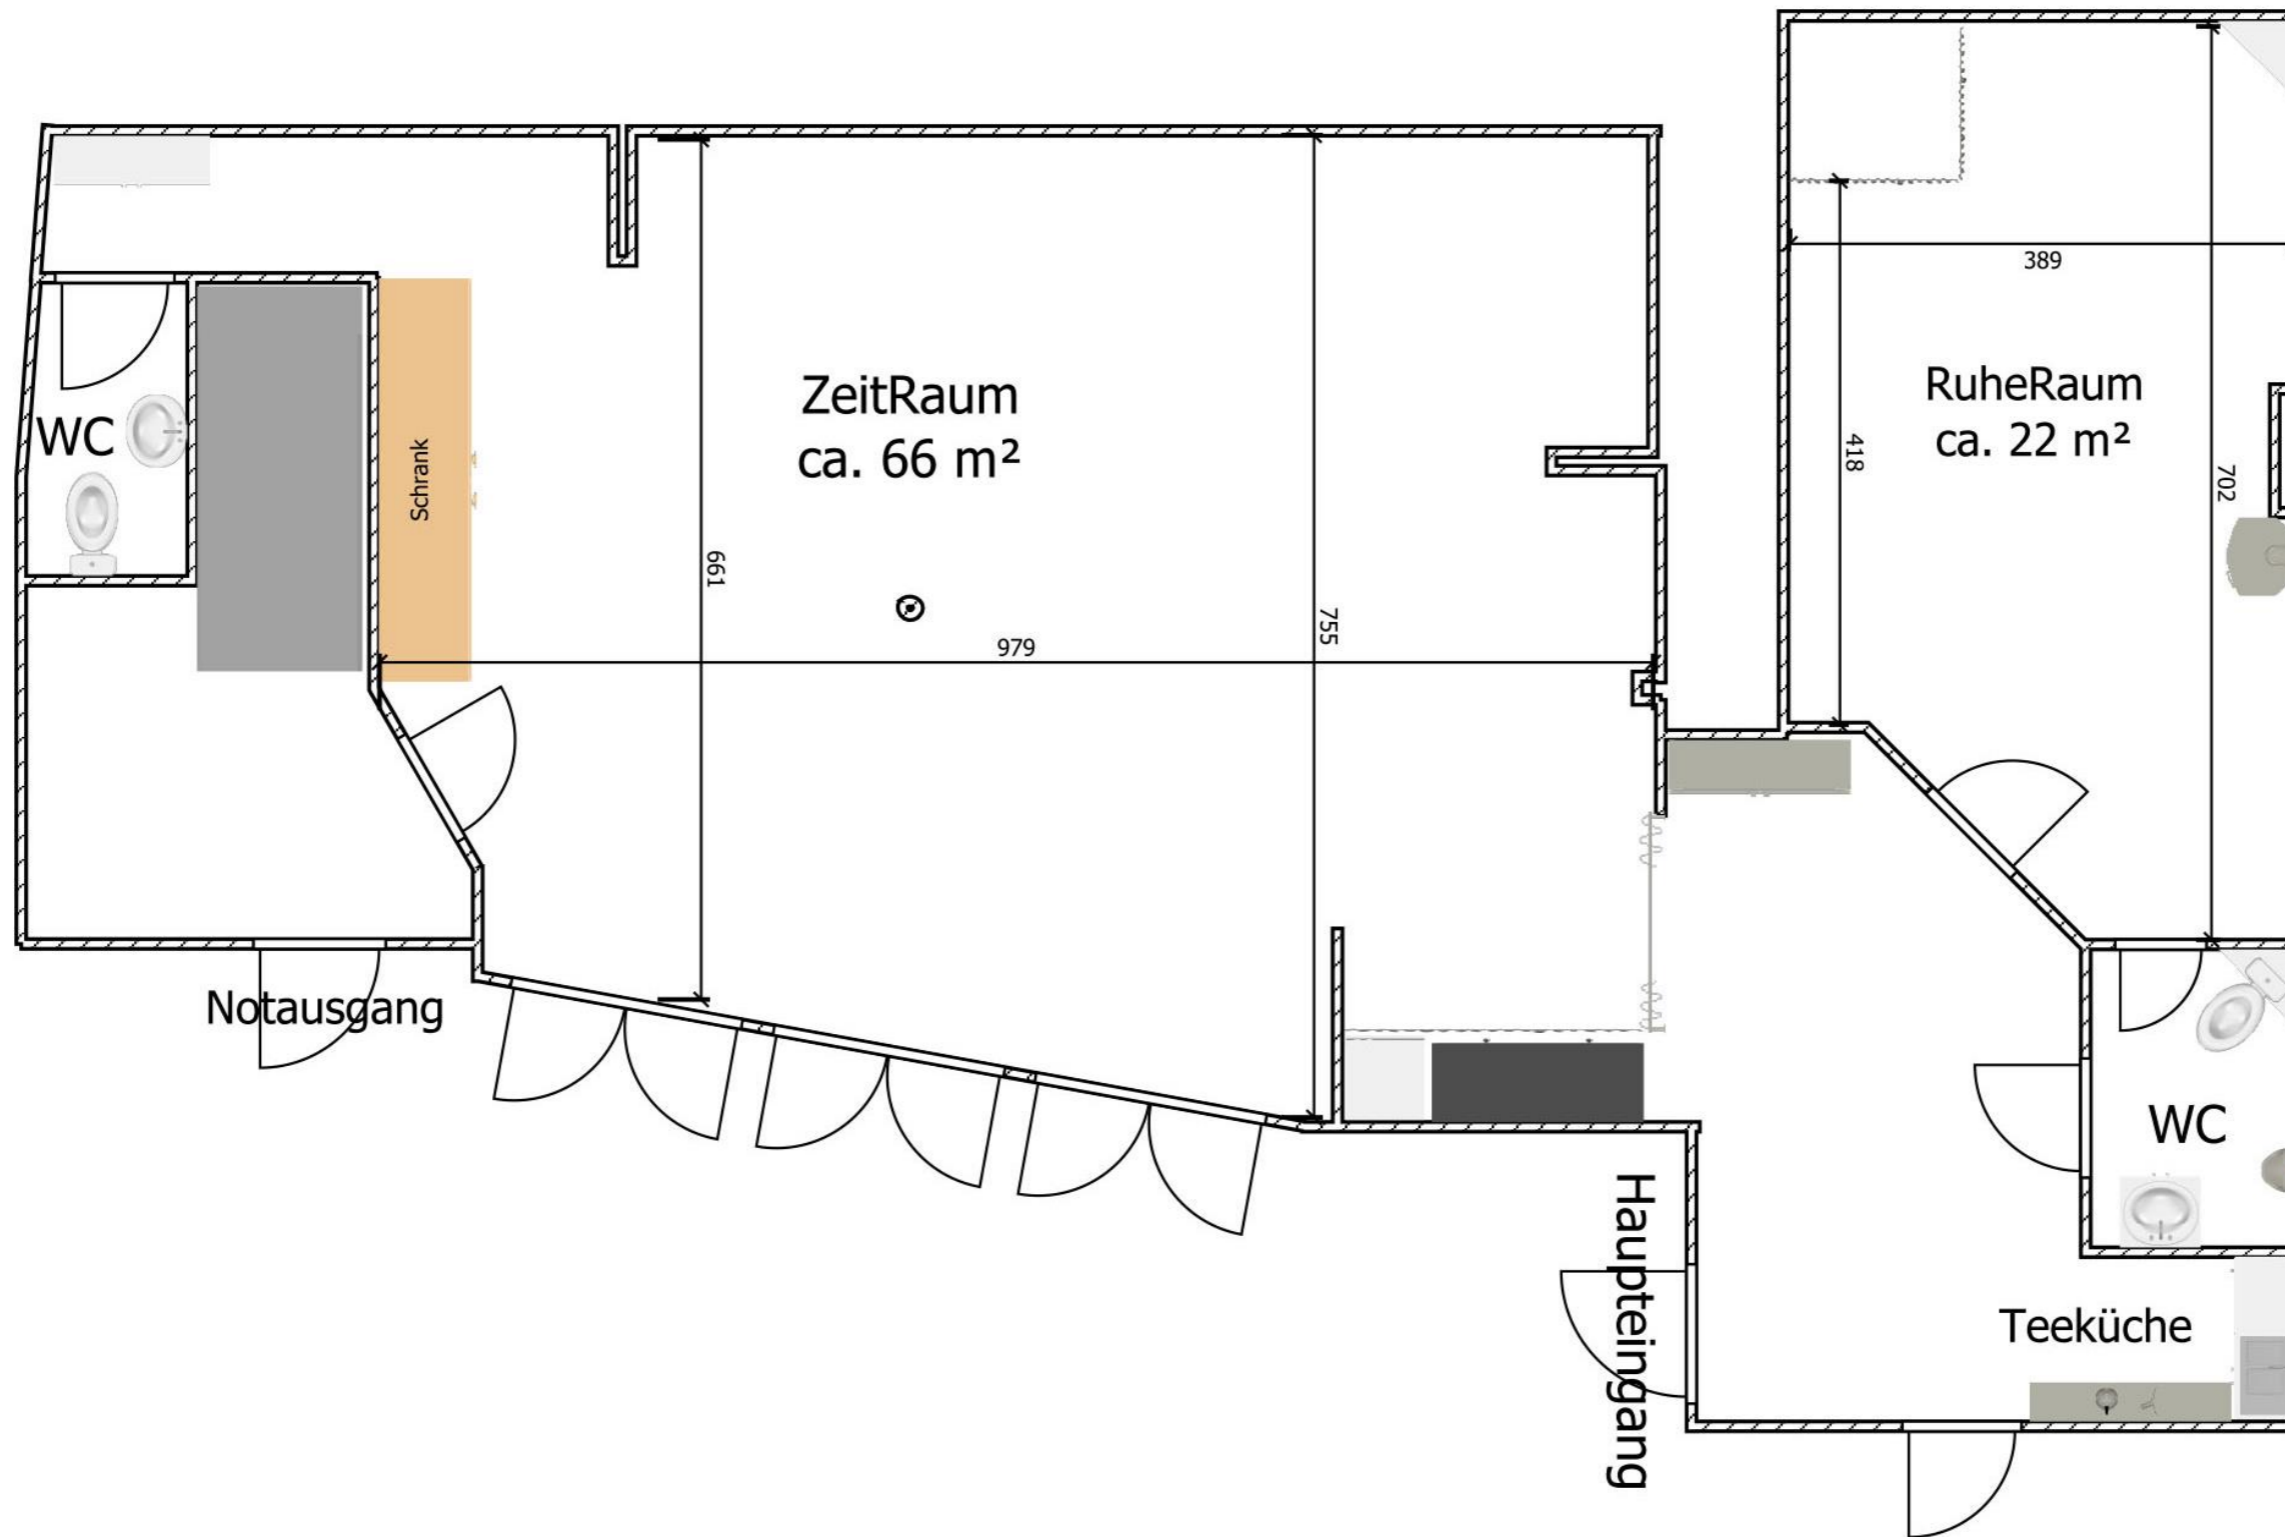 389
ZeitRaum
ca. 66 m²
RuheRaum
ca. 22 m²
WC
Schrank
418
702
661
755
979
Notausgang
WC
Haupteingang
Teeküche